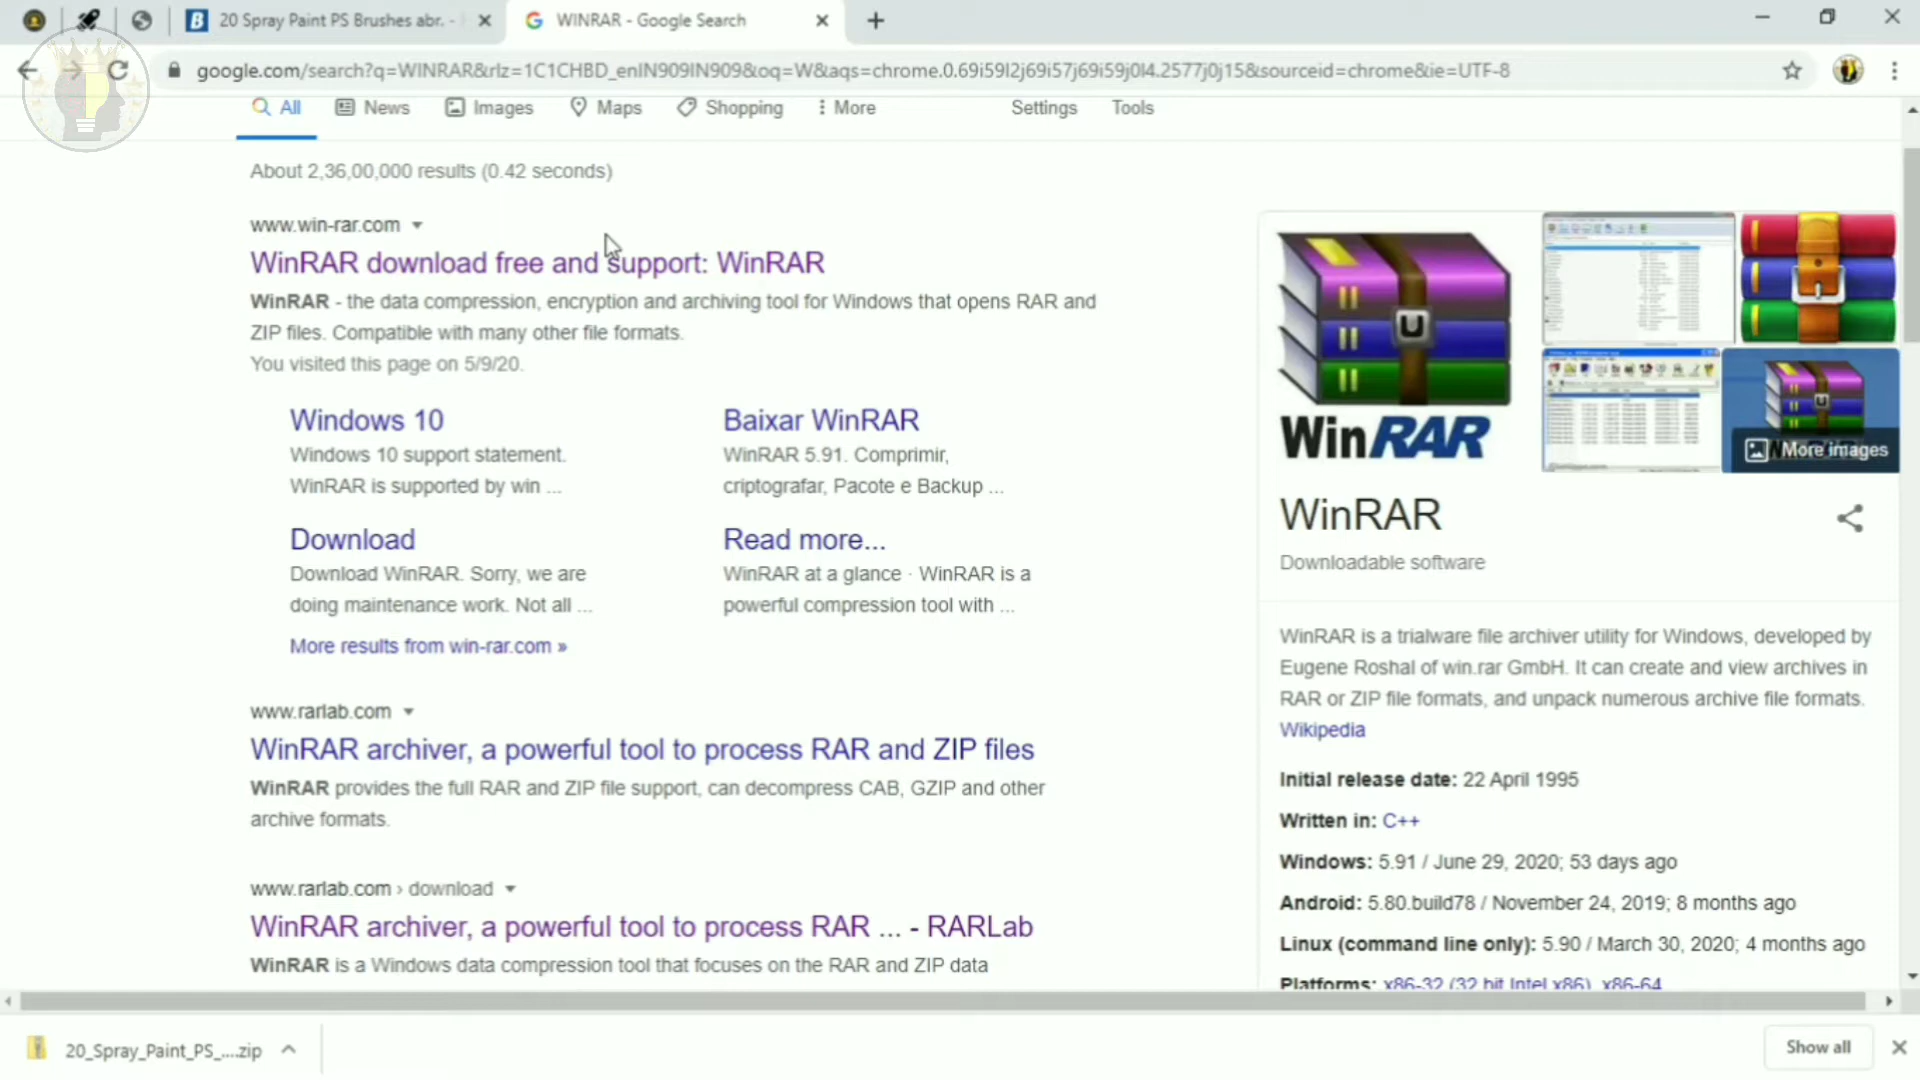 20 Spray Paint PS Brushes abr. -
WINRAR - Google Search
google.com/search?q=WINRAR&rlz=1C1CHBD_enIN909IN909&oq=W&aqs=chrome.0.69i59l2j69i57j69i59j0l4.2577j0j15&sourceid=chrome&ie=UTF-8
All News Images Maps Shopping More Settings Tools
About 2,36,00,000 results (0.42 seconds)
www.win-rar.com
WinRAR download free and support: WinRAR
WinRAR - the data compression, encryption and archiving tool for Windows that opens RAR and
ZIP files. Compatible with many other file formats.
You visited this page on 5/9/20.
Windows 10
Windows 10 support statement.
WinRAR is supported by win ...
Baixar WinRAR
WinRAR 5.91. Comprimir,
criptografar, Pacote e Backup ...
Download
Download WinRAR. Sorry, we are
doing maintenance work. Not all ...
Read more...
WinRAR at a glance · WinRAR is a
powerful compression tool with ...
More results from win-rar.com »
www.rarlab.com
WinRAR archiver, a powerful tool to process RAR and ZIP files
WinRAR provides the full RAR and ZIP file support, can decompress CAB, GZIP and other
archive formats.
www.rarlab.com › download
WinRAR archiver, a powerful tool to process RAR ... - RARLab
WinRAR is a Windows data compression tool that focuses on the RAR and ZIP data
WinRAR
More images
WinRAR
Downloadable software
WinRAR is a trialware file archiver utility for Windows, developed by
Eugene Roshal of win.rar GmbH. It can create and view archives in
RAR or ZIP file formats, and unpack numerous archive file formats.
Wikipedia
Initial release date: 22 April 1995
Written in: C++
Windows: 5.91 / June 29, 2020; 53 days ago
Android: 5.80.build78 / November 24, 2019; 8 months ago
Linux (command line only): 5.90 / March 30, 2020; 4 months ago
Platforms: x86-32 (32 bit Intel x86), x86-64
20_Spray_Paint_PS_....zip
Show all